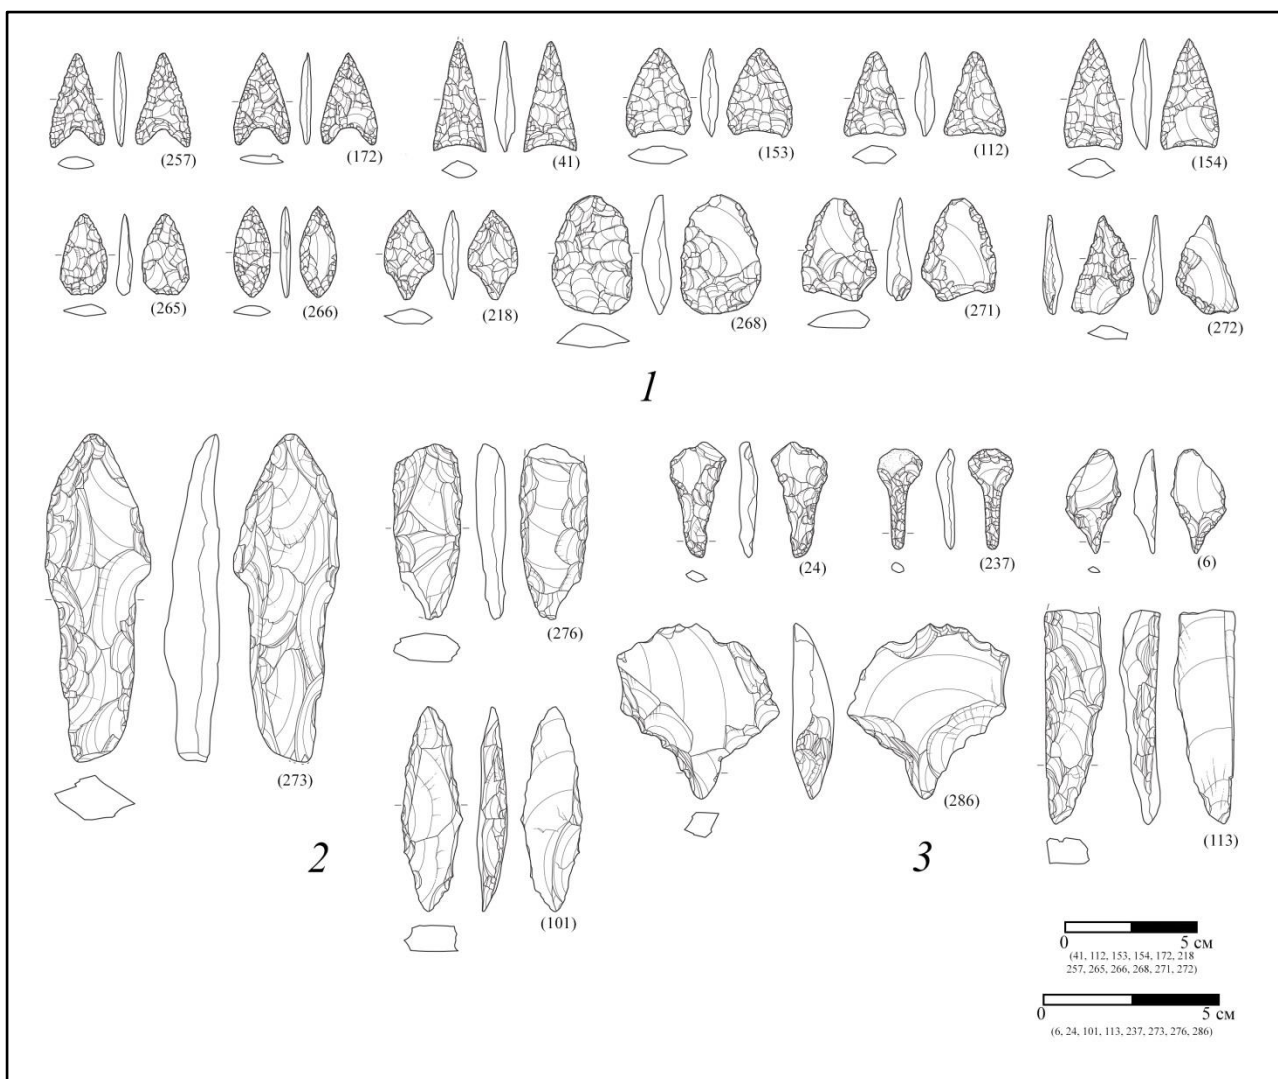 (257) (172) (41) (153) (112) (154)
(265) (266) (218) (268) (271) (272)
1
(276) (24) (237) (6)
(273) (286) (113)
2 3
(101)
0 5 см
(41, 112, 153, 154, 172, 218
257, 265, 266, 268, 271, 272)
0 5 см
(6, 24, 101, 113, 237, 273, 276, 286)